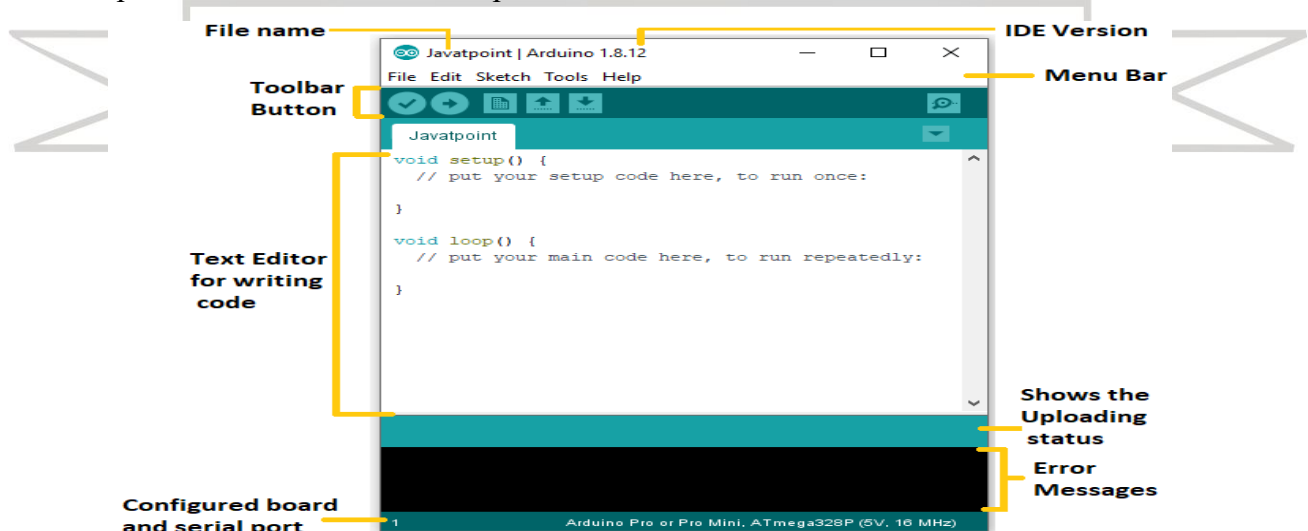 File name
IDE Version
Javatpoint | Arduino 1.8.12
File Edit Sketch Tools Help
Menu Bar
Toolbar
Button
Javatpoint
void setup() {
// put your setup code here, to run once:
}
void loop() {
// put your main code here, to run repeatedly:
}
Text Editor
for writing
code
Shows the
Uploading
status
Error
Messages
Configured board
and serial port
1
Arduino Pro or Pro Mini, ATmega328P (5V, 16 MHz)